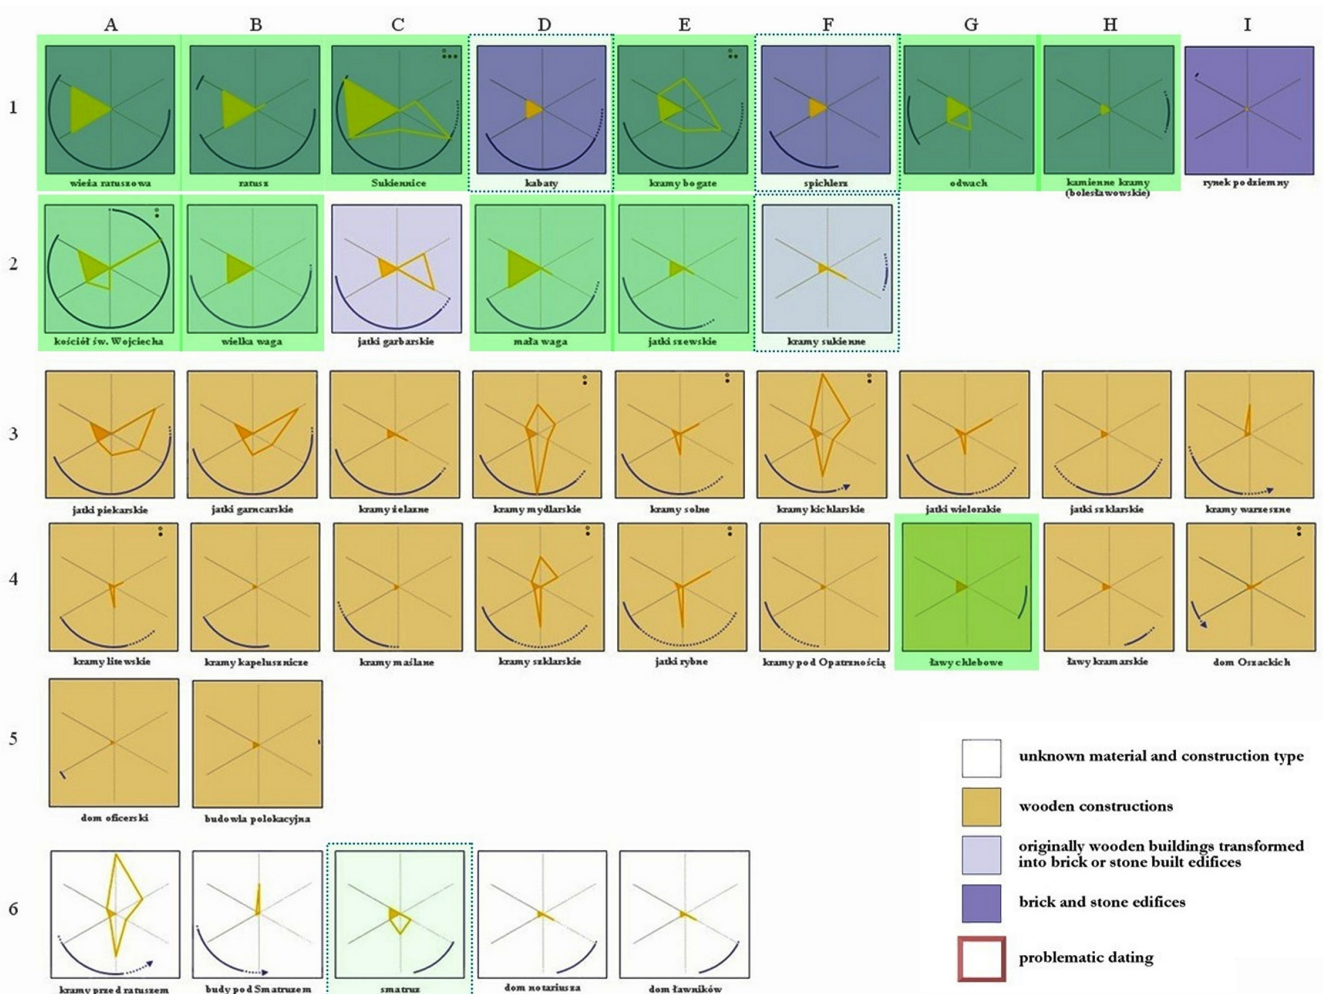 A B C D E F G H I
1
wieża ratuszowa ratusz Sukiennice kabaty kramy bogate spichlerz odwach kamienne kramy rynek podziemny
(bolesławowskie)
2
kościół św. Wojciecha wielka waga jatki garbarskie mała waga jatki szewskie kramy sukienne
3
jatki piekarskie jatki garncarskie kramy żelazne kramy mydlarskie kramy solne kramy kichlarskie jatki wielorakie jatki szklarskie kramy warzeszne
4
kramy litewskie kramy kapelusznicze kramy maślane kramy szklarskie jatki rybne kramy pod Opatrznością ławy chlebowe ławy kramarskie dom Oszackich
5
dom oficerski budowla polokacyjna
unknown material and construction type
wooden constructions
originally wooden buildings transformed
into brick or stone built edifices
brick and stone edifices
problematic dating
6
kramy przed ratuszem budy pod Smatruzem smatruz dom notariusza dom ławników